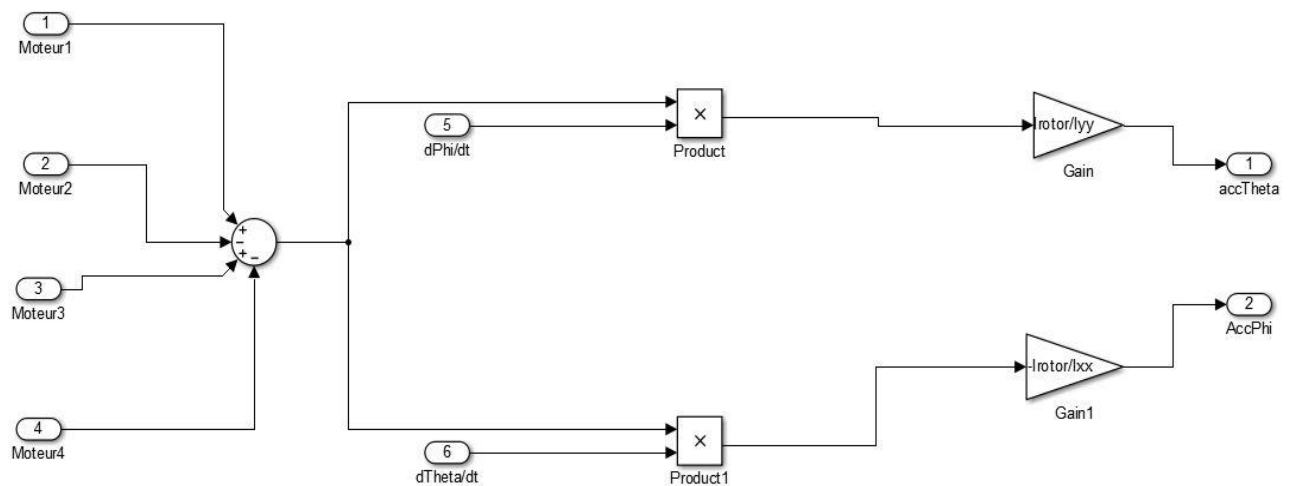 1
Moteur1
2
Moteur2
3
Moteur3
4
Moteur4
+
-
+
-
5
dPhi/dt
×
Product
Irotor/Iyy
Gain
1
accTheta
6
dTheta/dt
×
Product1
-Irotor/Ixx
Gain1
2
AccPhi